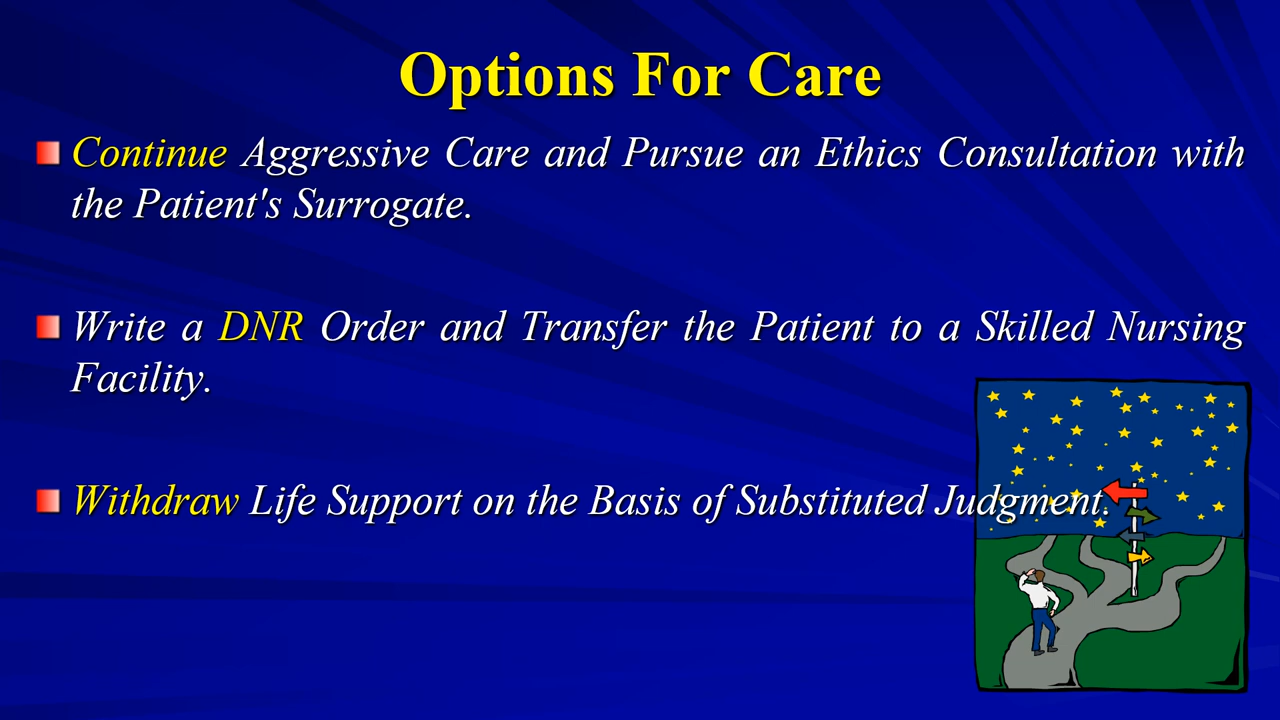 Options For Care
Continue Aggressive Care and Pursue an Ethics Consultation with
the Patient's Surrogate.
Write a DNR Order and Transfer the Patient to a Skilled Nursing
Facility.
Withdraw Life Support on the Basis of Substituted Judgment.